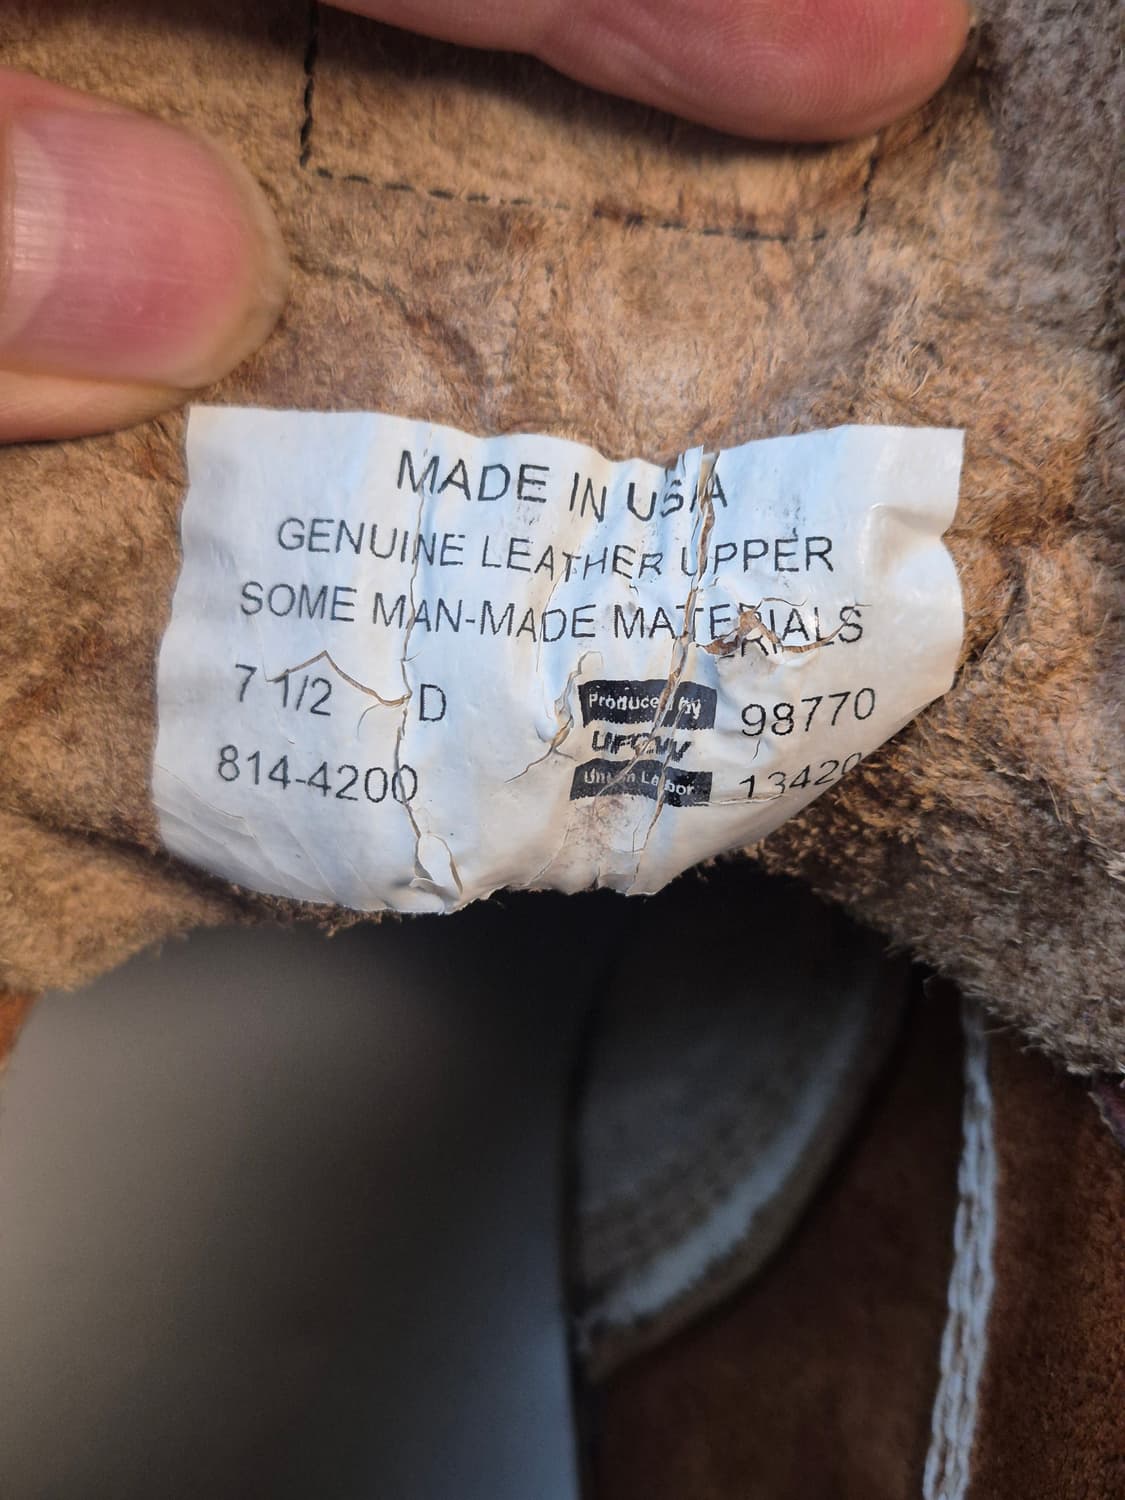 MADE IN USA
GENUINE LEATHER UPPER
SOME MAN-MADE MATERIALS
7 1/2 D
Produced by
98770
UFCW
814-4200
Union Labor
13420